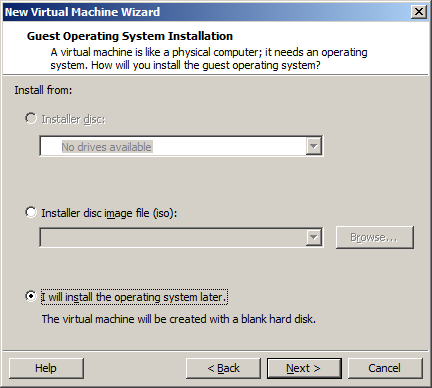 New Virtual Machine Wizard
Guest Operating System Installation
A virtual machine is like a physical computer; it needs an operating
system. How will you install the guest operating system?
Install from:
Installer disc:
No drives available
Installer disc image file (iso):
Browse...
I will install the operating system later.
The virtual machine will be created with a blank hard disk.
Help
< Back
Next >
Cancel